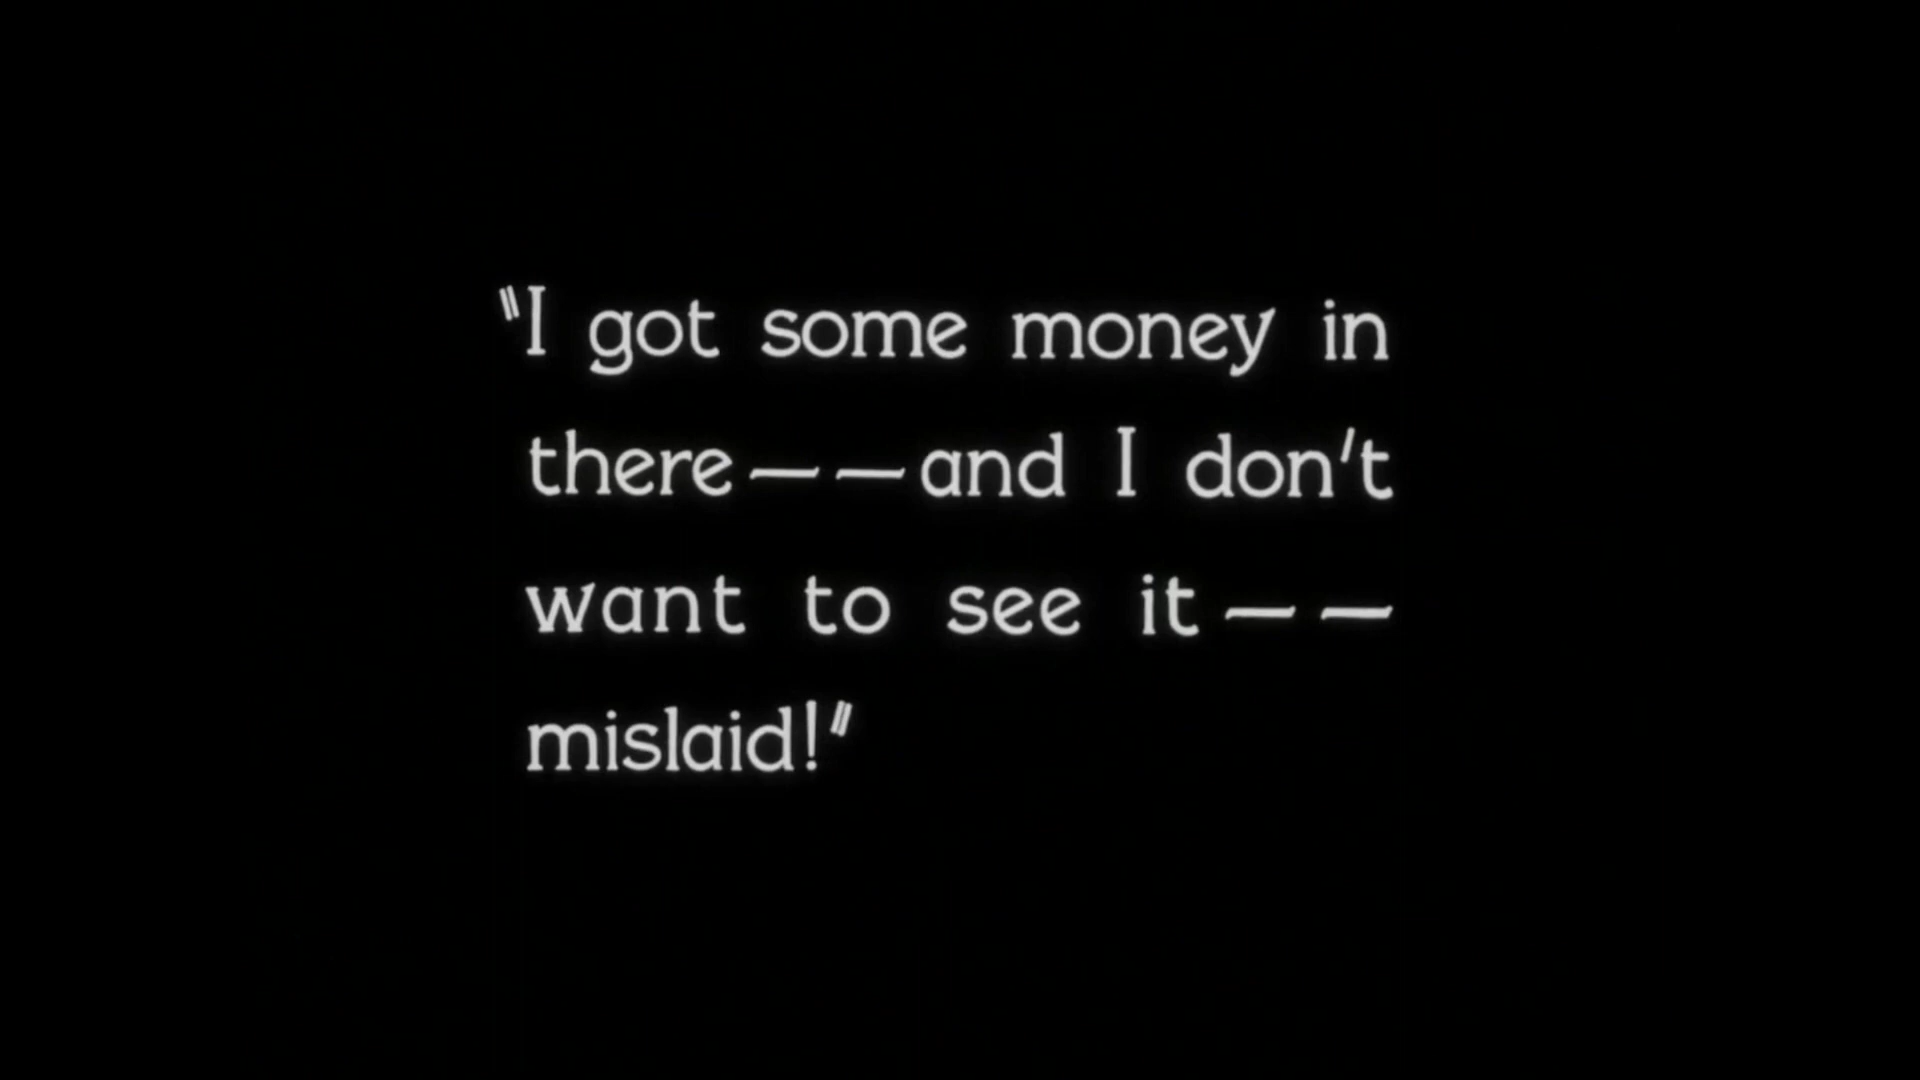 "I got some money in
there——and I don't
want to see it——
mislaid!"